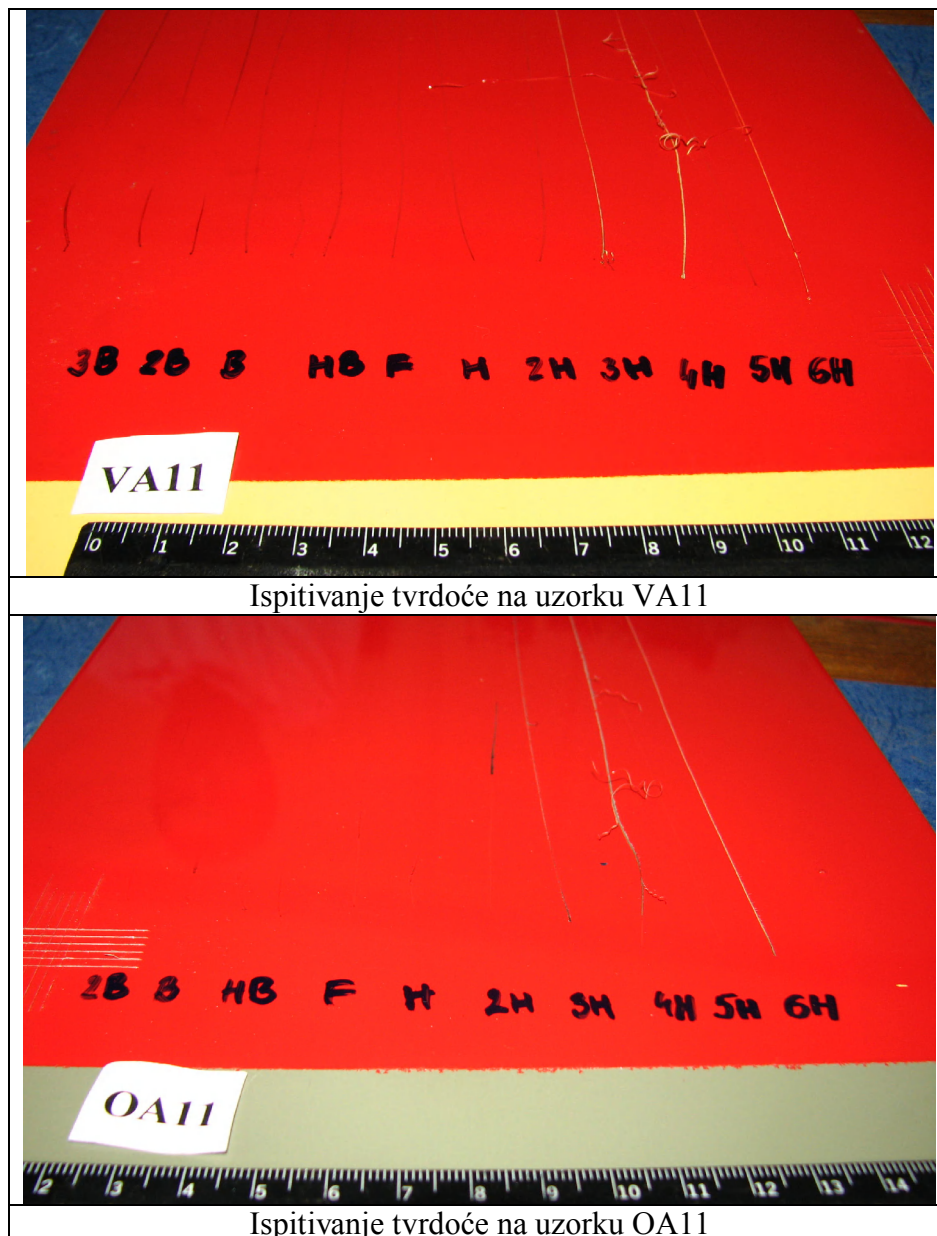 3B 2B B HB F H 2H 3H 4H 5H 6H
VA11
0 1 2 3 4 5 6 7 8 9 10 11 12
Ispitivanje tvrdoće na uzorku VA11
2B B HB F H 2H 3H 4H 5H 6H
OA11
2 3 4 5 6 7 8 9 10 11 12 13 14
Ispitivanje tvrdoće na uzorku OA11